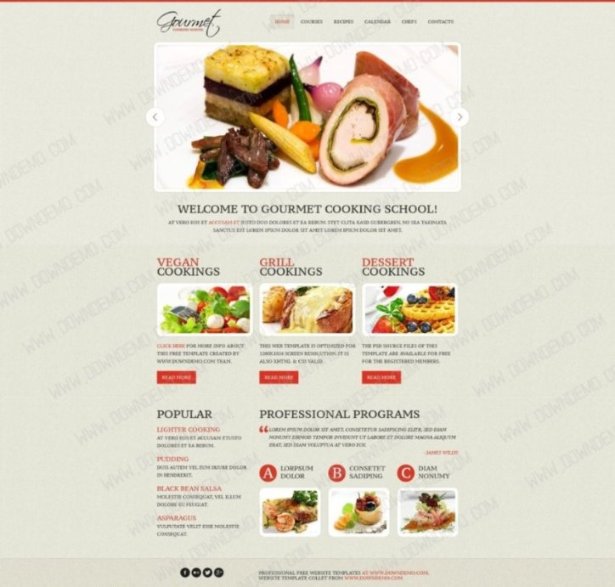 Gourmet
HOME COURSES RECIPES CALENDAR CHEFS CONTACTS
WELCOME TO GOURMET COOKING SCHOOL!
AT VERO EOS ET ACCUSAM ET JUSTO DUO DOLORES ET EA REBUM. STET CLITA KASD GUBERGREN, NO SEA TAKIMATA
SANCTUS EST LOREM IPSUM DOLOR SIT AMET LOREM IPSUM DOLOR SIT AMET.
VEGAN
COOKINGS
GRILL
COOKINGS
DESSERT
COOKINGS
CLICK HERE FOR MORE INFO ABOUT
THIS FREE TEMPLATE CREATED BY
WWW.DOWNDEMO.COM TEAM.
READ MORE
THIS WEB TEMPLATE IS OPTIMIZED FOR
SCREEN RESOLUTION. IT IS
ALSO XHTML & CSS VALID.
READ MORE
THE PSD SOURCE FILES OF THIS
TEMPLATE ARE AVAILABLE FOR FREE
FOR THE REGISTERED MEMBERS.
READ MORE
POPULAR
LIGHTER COOKING
AT VERO EOS ET ACCUSAM ET JUSTO
DOLORES ET EA REBUM.
PUDDING
DUIS AUTEM VEL EUM IRIURE DOLOR
IN HENDRERIT.
BLACK BEAN SALSA
MOLESTIE CONSEQUAT, VEL ILLUM
DOLORE EU FEUGIAT.
ASPARAGUS
VULPUTATE VELIT ESSE MOLESTIE
CONSEQUAT.
PROFESSIONAL PROGRAMS
LOREM IPSUM DOLOR SIT AMET, CONSETETUR SADIPSCING ELITR, SED DIAM
NONUMY EIRMOD TEMPOR INVIDUNT UT LABORE ET DOLORE MAGNA ALIQUYAM
ERAT, SED DIAM VOLUPTUA AT VERO EOS.
A LORPSUM
DOLOR
B CONSETET
SADIPENG
C DIAM
NONUMY
PROFESSIONAL FREE WEBSITE TEMPLATES AT WWW.DOWNDEMO.COM.
WEBSITE TEMPLATE COLLET FROM WWW.DOWNDEMO.COM
WWW.DOWNDEMO.COM